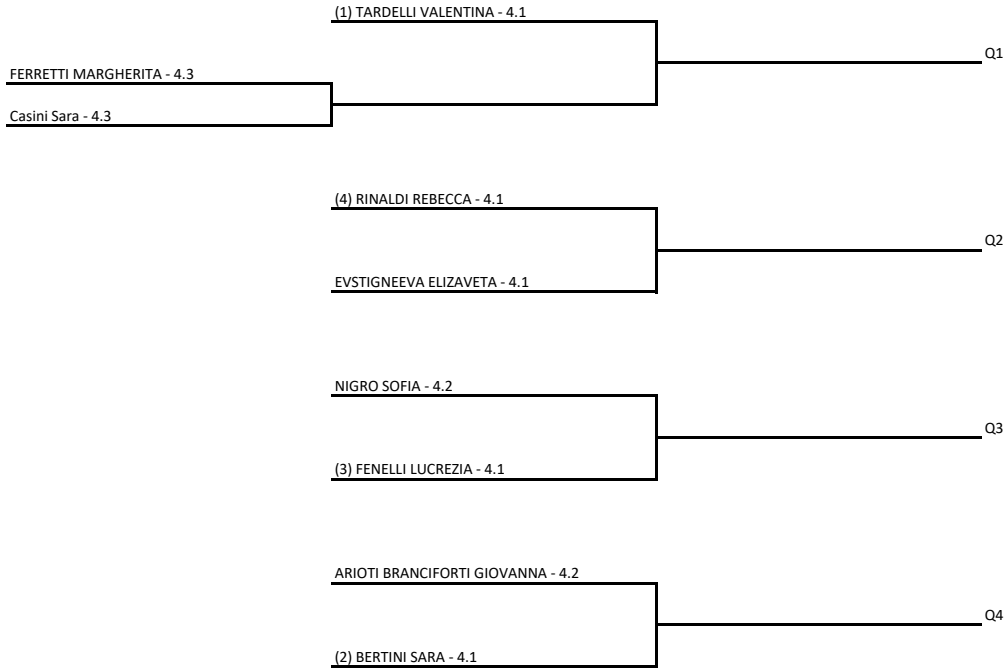 (1) TARDELLI VALENTINA - 4.1
Q1
FERRETTI MARGHERITA - 4.3
Casini Sara - 4.3
(4) RINALDI REBECCA - 4.1
Q2
EVSTIGNEEVA ELIZAVETA - 4.1
NIGRO SOFIA - 4.2
Q3
(3) FENELLI LUCREZIA - 4.1
ARIOTI BRANCIFORTI GIOVANNA - 4.2
Q4
(2) BERTINI SARA - 4.1